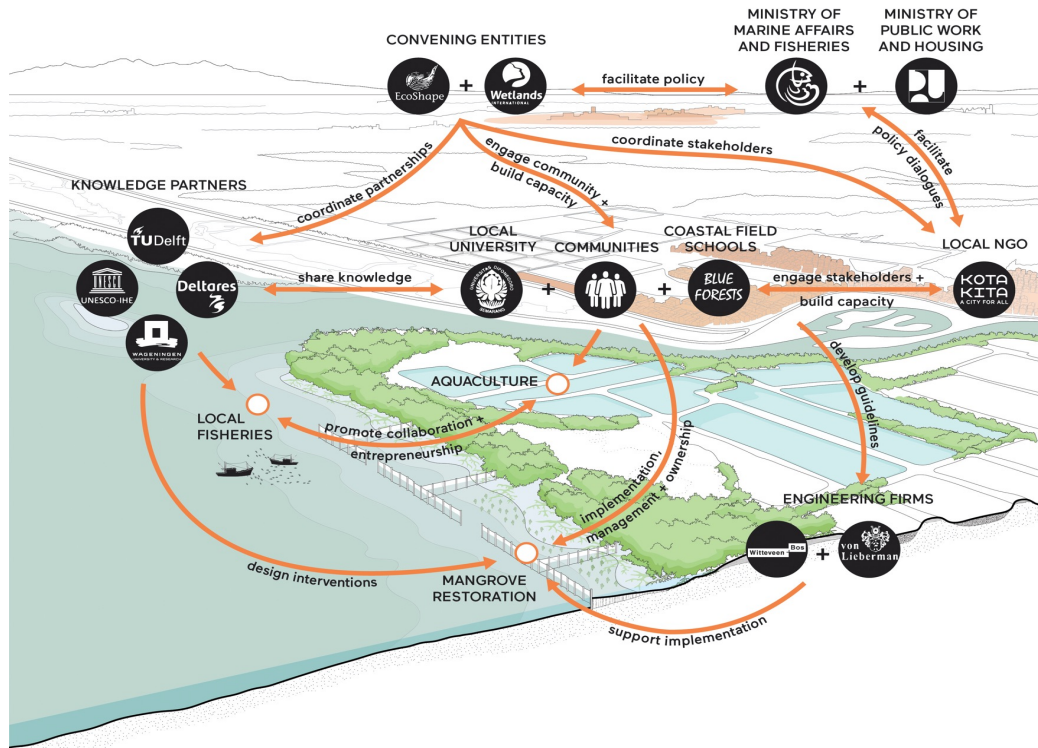 CONVENING ENTITIES
EcoShape
+
Wetlands
INTERNATIONAL
facilitate policy
MINISTRY OF
MARINE AFFAIRS
AND FISHERIES
+
MINISTRY OF
PUBLIC WORK
AND HOUSING
coordinate partnerships
engage community +
build capacity
coordinate stakeholders
facilitate
policy dialogues
KNOWLEDGE PARTNERS
TUDelft
UNESCO-IHE
Deltares
WAGENINGEN
UNIVERSITY & RESEARCH
share knowledge
LOCAL
UNIVERSITY
UNIVERSITAS DIPONEGORO
SEMARANG
+
COMMUNITIES
+
COASTAL FIELD
SCHOOLS
BLUE
FORESTS
engage stakeholders +
build capacity
LOCAL NGO
KOTA
KITA
A CITY FOR ALL
AQUACULTURE
LOCAL
FISHERIES
promote collaboration +
entrepreneurship
implementation,
management + ownership
develop guidelines
ENGINEERING FIRMS
Witteveen
Bos
+
von
Lieberman
design interventions
MANGROVE
RESTORATION
support implementation